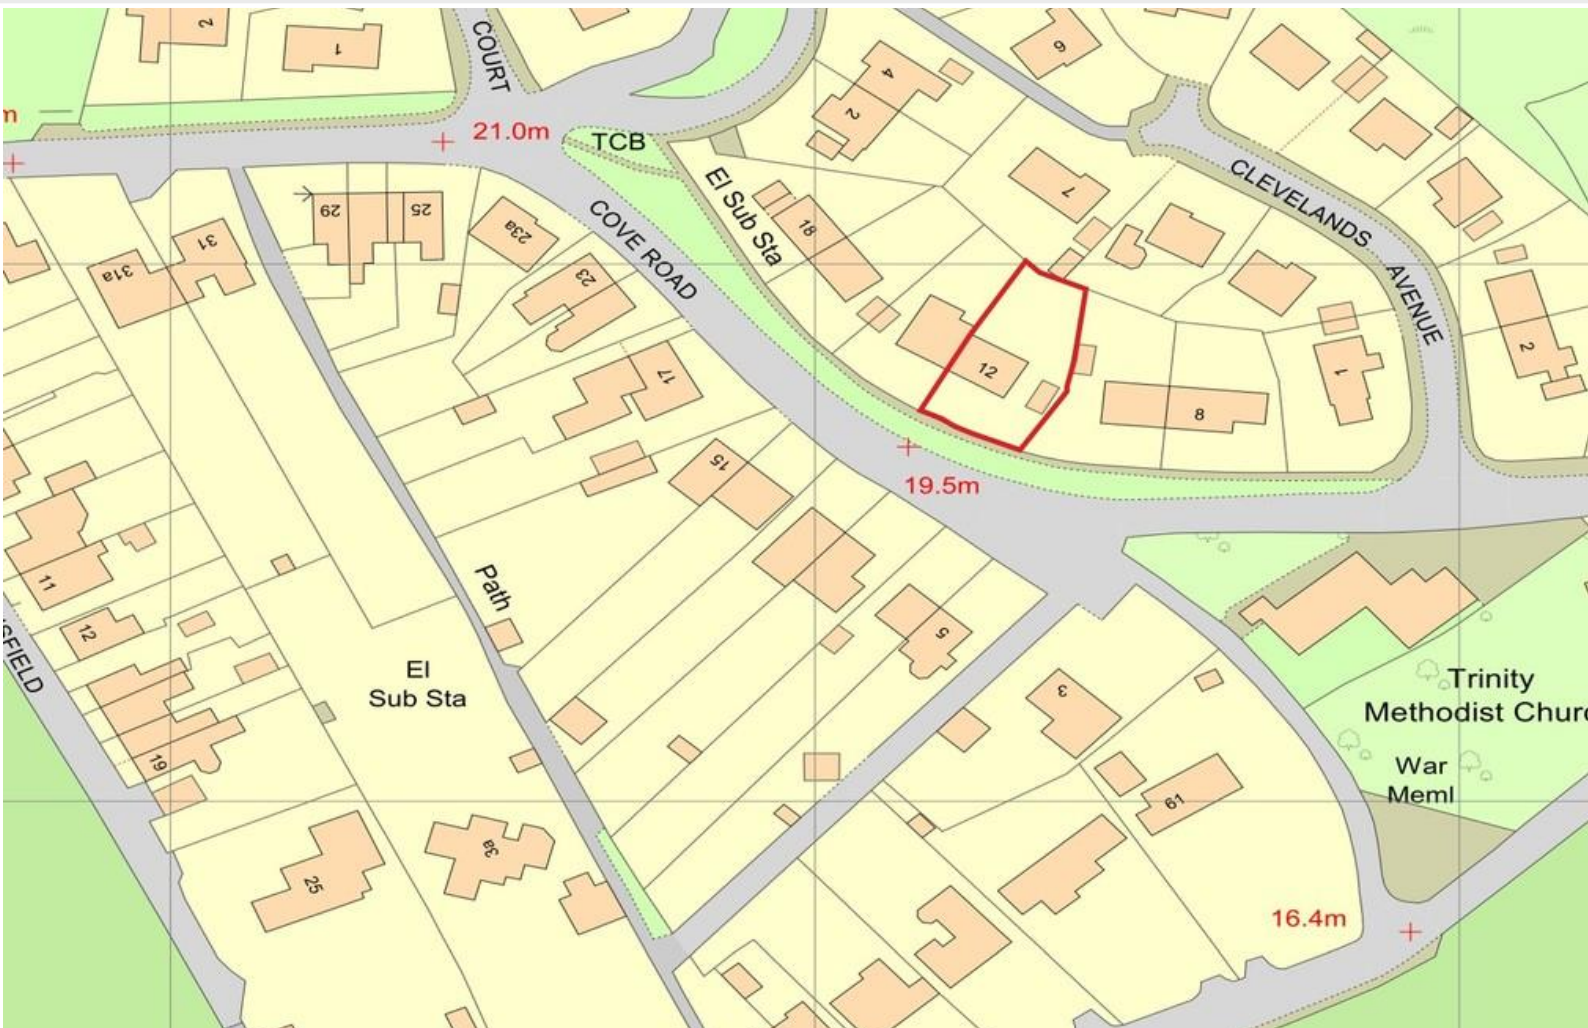 2
1
COURT
m
21.0m
TCB
4
2
6
El Sub Sta
7
CLEVELANDS
AVENUE
29
25
23a
COVE ROAD
18
31
31a
23
12
17
8
1
2
19.5m
15
11
12
Path
5
SFIELD
El
Sub Sta
3
Trinity
Methodist Churc
19
War
Meml
61
25
3a
16.4m